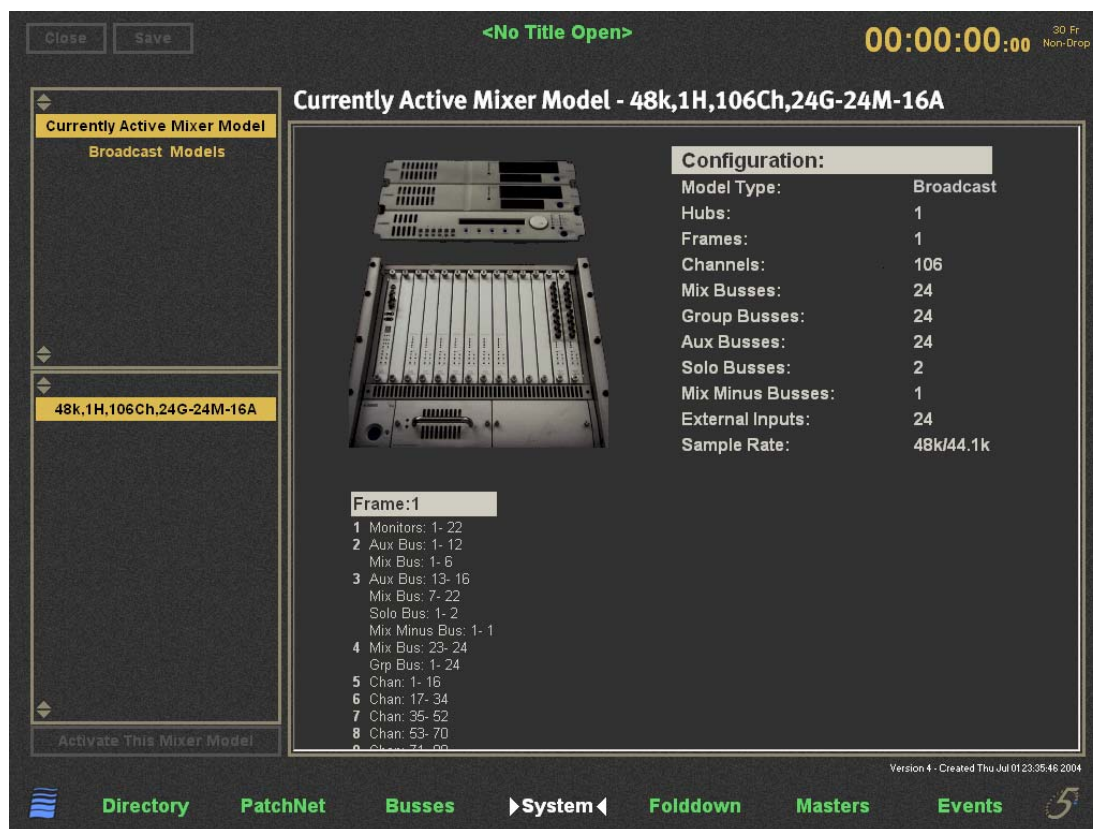 Close Save
<No Title Open>
00:00:00:00 30 Fr
Non-Drop
Currently Active Mixer Model
Broadcast Models
48k,1H,106Ch,24G-24M-16A
Activate This Mixer Model
Currently Active Mixer Model - 48k,1H,106Ch,24G-24M-16A
Configuration:
Model Type: Broadcast
Hubs: 1
Frames: 1
Channels: 106
Mix Busses: 24
Group Busses: 24
Aux Busses: 24
Solo Busses: 2
Mix Minus Busses: 1
External Inputs: 24
Sample Rate: 48k/44.1k
Frame:1
1 Monitors: 1- 22
2 Aux Bus: 1- 12
Mix Bus: 1- 6
3 Aux Bus: 13- 16
Mix Bus: 7- 22
Solo Bus: 1- 2
Mix Minus Bus: 1- 1
4 Mix Bus: 23- 24
Grp Bus: 1- 24
5 Chan: 1- 16
6 Chan: 17- 34
7 Chan: 35- 52
8 Chan: 53- 70
Version 4 - Created Thu Jul 01 23:35:46 2004
Directory PatchNet Busses System Folddown Masters Events 5